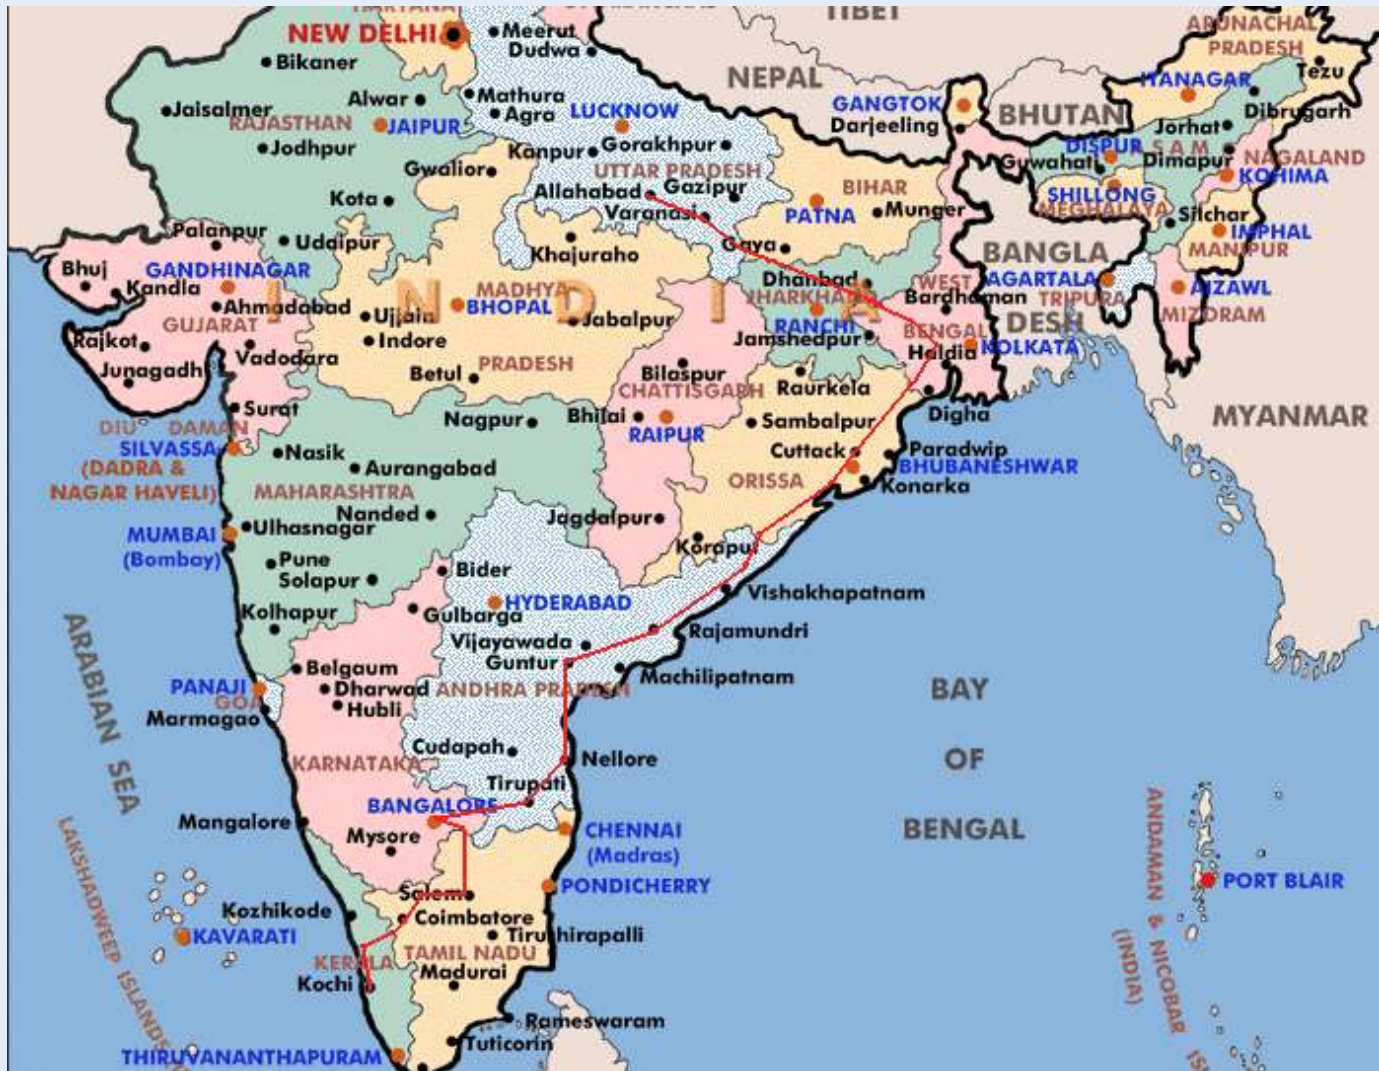 HARYANA
TIBET
ARUNACHAL
PRADESH
NEW DELHI
Meerut
Dudwa
Bikaner
NEPAL
Tezu
ITANAGAR
Dibrugarh
Jaisalmer
Alwar
Mathura
Agra
LUCKNOW
GANGTOK
Darjeeling
BHUTAN
RAJASTHAN
JAIPUR
Jorhat
Jodhpur
Kanpur
Gorakhpur
DISPUR
ASSAM
Guwahati
Dimapur
NAGALAND
KOHIMA
Gwalior
UTTAR PRADESH
Allahabad
Gazipur
BIHAR
PATNA
Munger
SHILLONG
MEGHALAYA
Kota
Varanasi
Silchar
IMPHAL
MANIPUR
Palanpur
Udaipur
Khajuraho
Gaya
BANGLA
DESH
Bhuj
Kandla
GANDHINAGAR
Ahmadabad
INDIA
MADHYA
PRADESH
BHOPAL
Dhanbad
JHARKHAND
RANCHI
WEST
BENGAL
Bardhaman
AGARTALA
TRIPURA
AIZAWL
MIZORAM
GUJARAT
Ujjain
Indore
Jabalpur
Jamshedpur
Haldia
KOLKATA
Rajkot
Junagadh
Vadodara
Betul
Bilaspur
CHATTISGARH
Raurkela
Digha
MYANMAR
Surat
DIU DAMAN
SILVASSA
(DADRA &
NAGAR HAVELI)
Nagpur
Bhilai
RAIPUR
Sambalpur
Cuttack
Paradwip
BHUBANESHWAR
Konarka
ORISSA
Nasik
Aurangabad
MAHARASHTRA
Nanded
Jagdalpur
Korapur
MUMBAI
(Bombay)
Ulhasnagar
Pune
Solapur
Bider
HYDERABAD
Vishakhapatnam
Kolhapur
Gulbarga
Vijayawada
Guntur
Rajamundri
Machilipatnam
ARABIAN SEA
Belgaum
Dharwad
Hubli
PANAJI
GOA
Marmagao
ANDHRA PRADESH
BAY
OF
BENGAL
Cudapah
Nellore
KARNATAKA
Tirupati
BANGALORE
Mangalore
Mysore
CHENNAI
(Madras)
Salem
PONDICHERRY
PORT BLAIR
ANDAMAN & NICOBAR
(INDIA)
LAKSHADWEEP ISLANDS
Kozhikode
Coimbatore
KAVARATI
Tiruthirapalli
KERALA
TAMIL NADU
Kochi
Madurai
Rameswaram
Tuticorin
THIRUVANANTHAPURAM